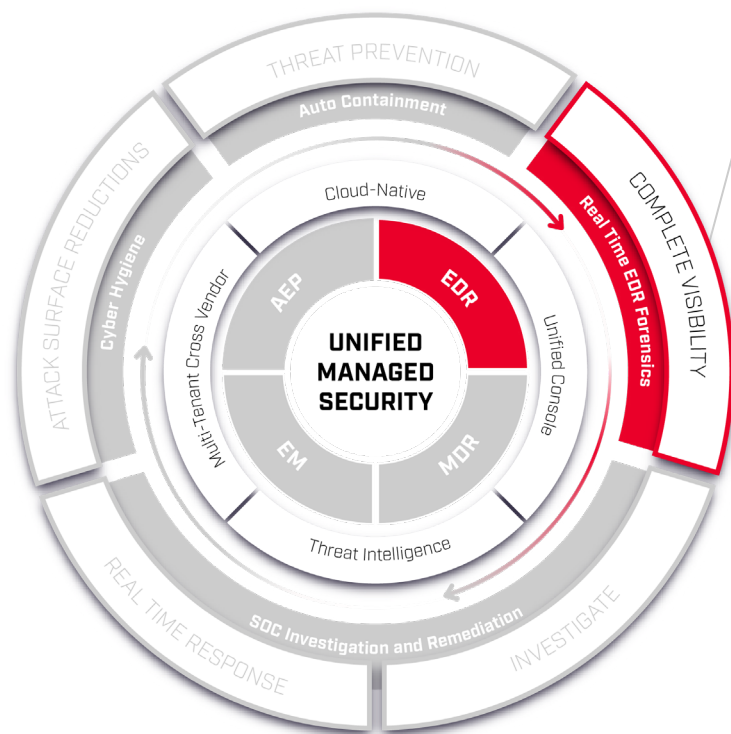 THREAT PREVENTION
Auto Containment
COMPLETE VISIBILITY
Real Time EDR Forensics
ATTACK SURFACE REDUCTIONS
Cyber Hygiene
Cloud-Native
Unified Console
Multi-Tenant Cross Vendor
Threat Intelligence
AEP
EDR
UNIFIED
MANAGED
SECURITY
EM
MDR
SOC Investigation and Remediation
REAL TIME RESPONSE
INVESTIGATE